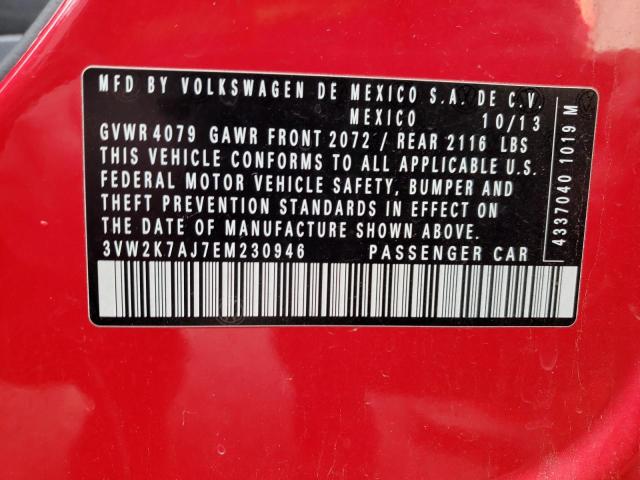 MFD BY VOLKSWAGEN DE MEXICO S.A. DE C.V.
MEXICO 10/13
GVWR 4079 GAWR FRONT 2072 / REAR 2116 LBS
THIS VEHICLE CONFORMS TO ALL APPLICABLE U.S.
FEDERAL MOTOR VEHICLE SAFETY, BUMPER AND
THEFT PREVENTION STANDARDS IN EFFECT ON
THE DATE OF MANUFACTURE SHOWN ABOVE.
3VW2K7AJ7EM230946 PASSENGER CAR
4337040 1019 M